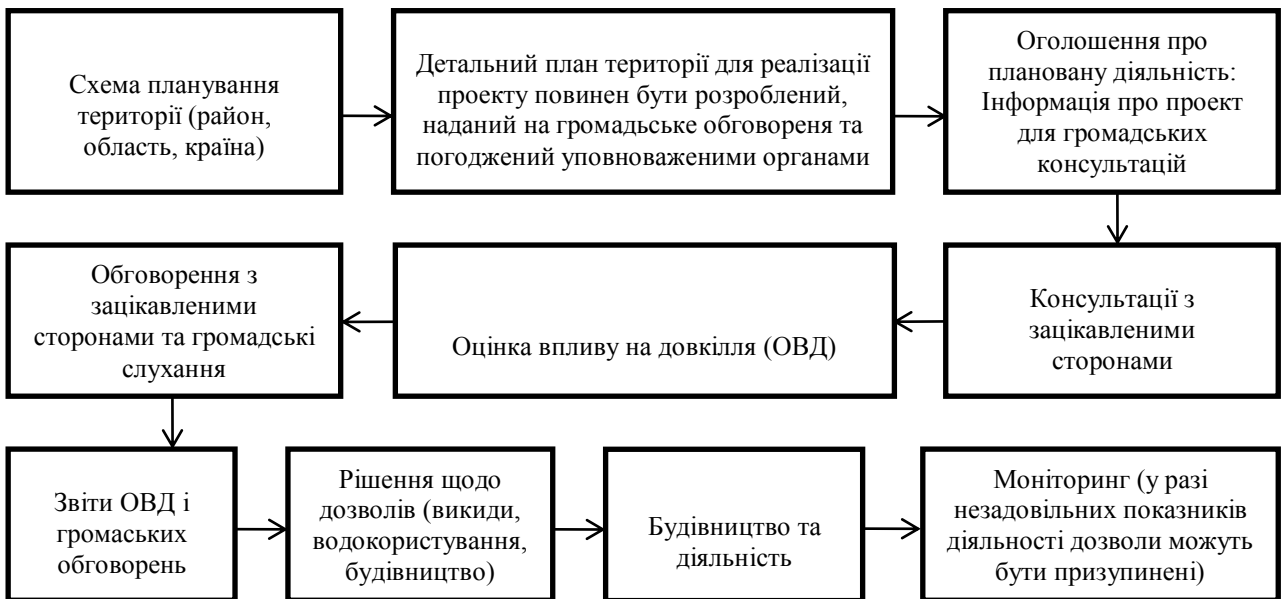 Схема планування
території (район,
область, країна)
Детальний план території для реалізації
проекту повинен бути розроблений,
наданий на громадьське обговореня та
погоджений уповноваженими органами
Оголошення про
плановану діяльність:
Інформація про проект
для громадських
консультацій
Консультації з
зацікавленими
сторонами
Оцінка впливу на довкілля (ОВД)
Обговорення з
зацікавленими
сторонами та громадські
слухання
Звіти ОВД і
громаських
обговорень
Рішення щодо
дозволів (викиди,
водокористування,
будівництво)
Будівництво та
діяльність
Моніторинг (у разі
незадовільних показників
діяльності дозволи можуть
бути призупинені)